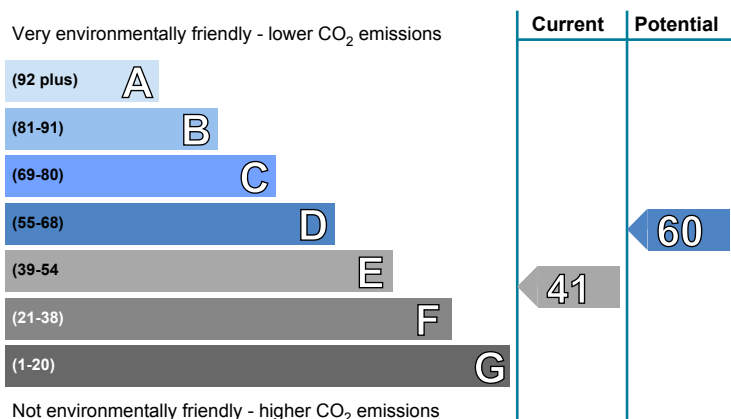 Very environmentally friendly - lower CO₂ emissions
Current
Potential
(92 plus) A
(81-91) B
(69-80) C
(55-68) D
60
(39-54 E
41
(21-38) F
(1-20) G
Not environmentally friendly - higher CO₂ emissions